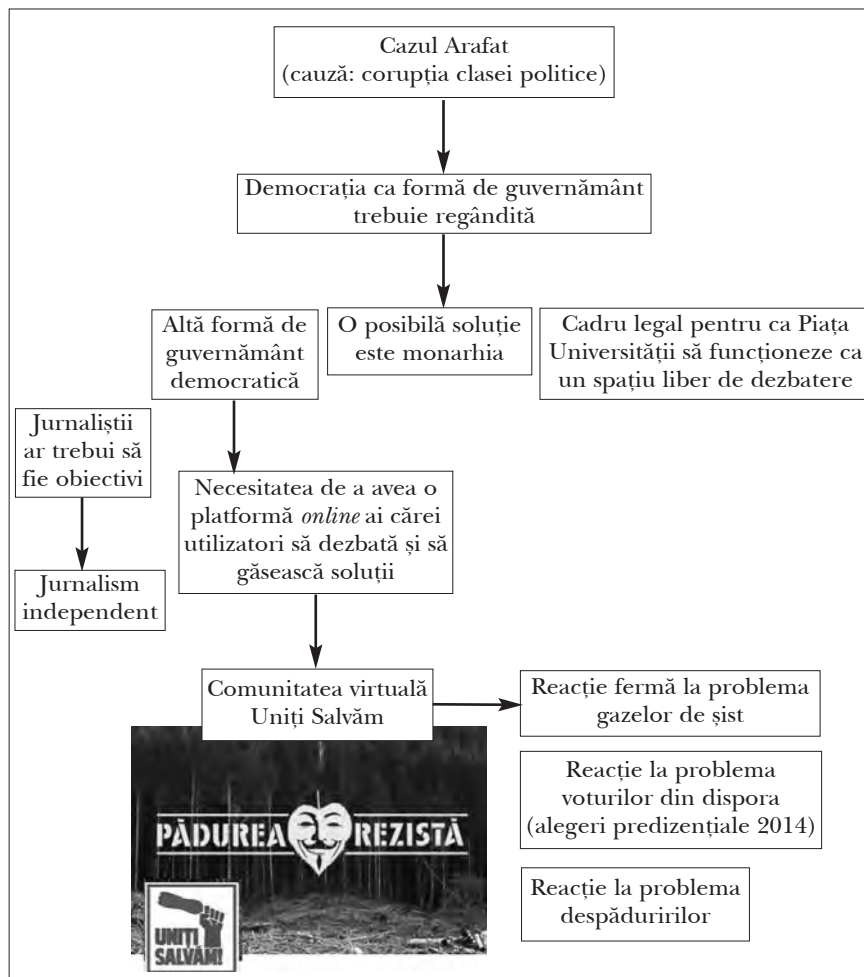 Cazul Arafat
(cauză: corupția clasei politice)
Democrația ca formă de guvernământ
trebuie regândită
Altă formă de
guvernământ
democratică
O posibilă soluție
este monarhia
Cadru legal pentru ca Piața
Universității să funcționeze ca
un spațiu liber de dezbatere
Jurnaliștii
ar trebui să
fie obiectivi
Necesitatea de a avea o
platformă online ai cărei
utilizatori să dezbată și să
găsească soluții
Jurnalism
independent
Comunitatea virtuală
Uniți Salvăm
Reacție fermă la problema
gazelor de șist
Reacție la problema
voturilor din dispora
(alegeri predizențiale 2014)
Reacție la problema
despăduririlor
PĂDUREA REZISTĂ
UNIȚI
SALVĂM!